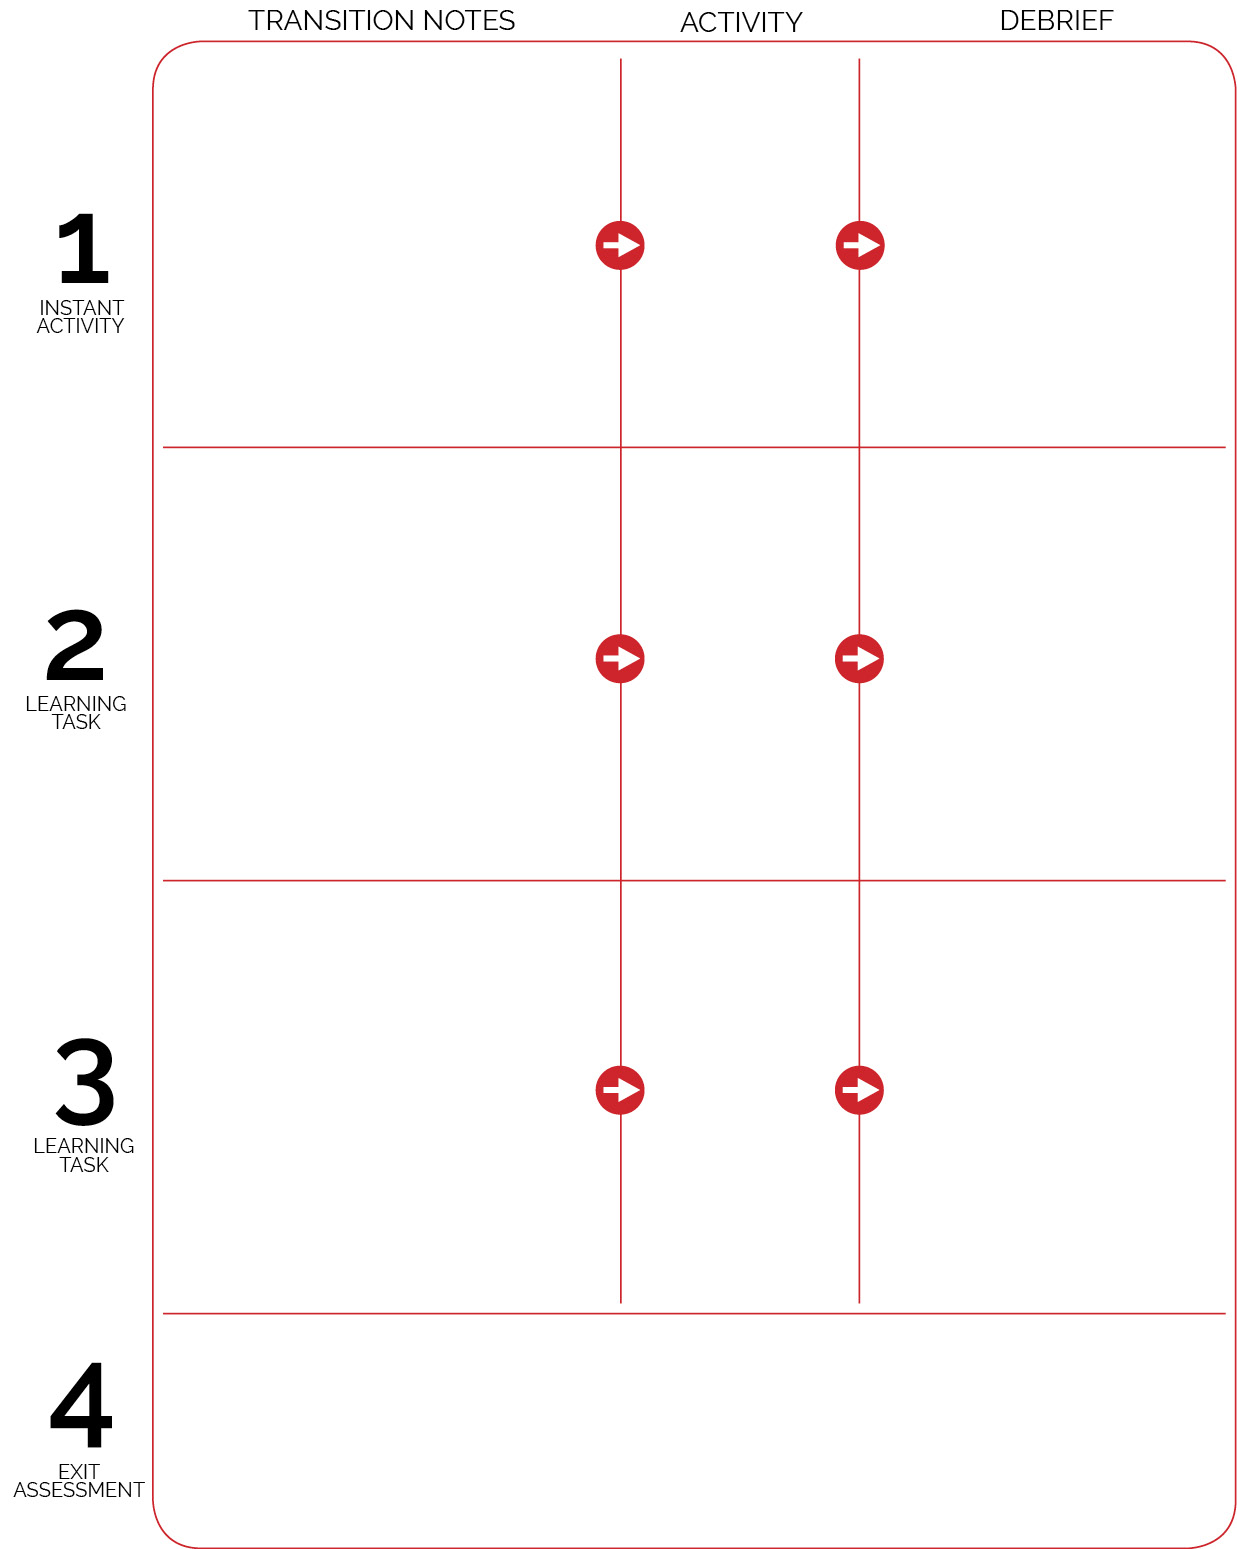 TRANSITION NOTES
ACTIVITY
DEBRIEF
1
INSTANT
ACTIVITY
2
LEARNING
TASK
3
LEARNING
TASK
4
EXIT
ASSESSMENT